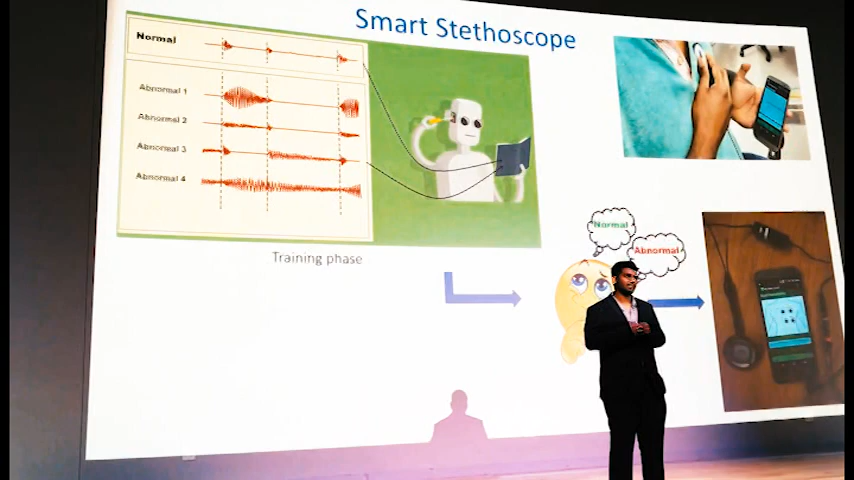 Smart Stethoscope
Normal
Abnormal 1
Abnormal 2
Abnormal 3
Abnormal 4
Training phase
Normal
Abnormal